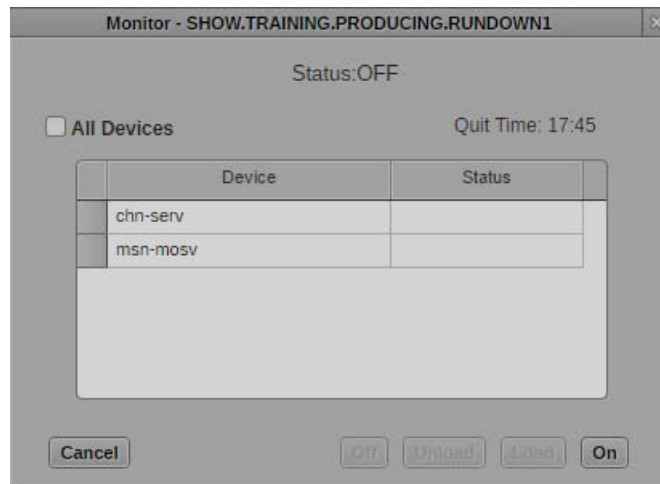 Monitor - SHOW.TRAINING.PRODUCING.RUNDOWN1
Status:OFF
All Devices
Quit Time: 17:45
Device Status
chn-serv
msn-mosv
Cancel Off Unload Load On